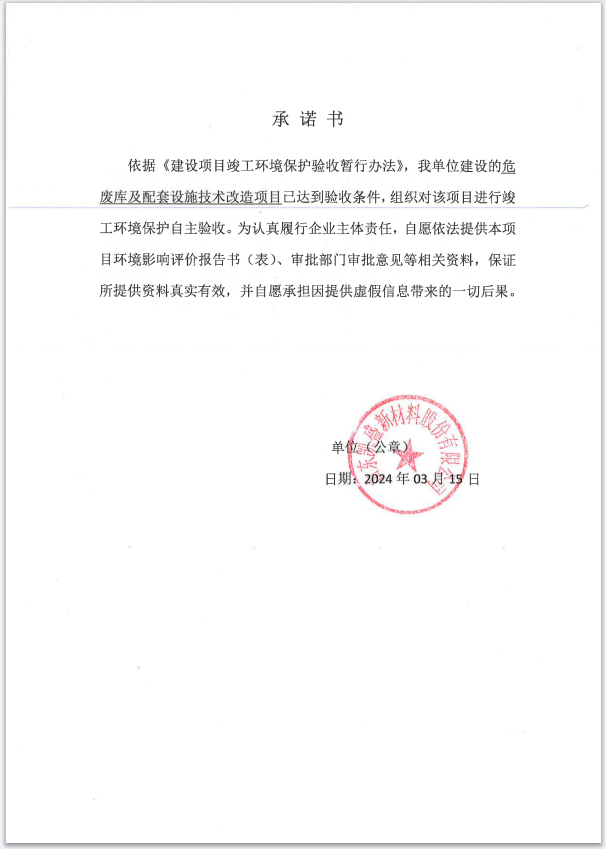 承诺书
依据《建设项目竣工环境保护验收暂行办法》，我单位建设的危
废库及配套设施技术改造项目已达到验收条件，组织对该项目进行竣
工环境保护自主验收。为认真履行企业主体责任，自愿依法提供本项
目环境影响评价报告书（表）、审批部门审批意见等相关资料，保证
所提供资料真实有效，并自愿承担因提供虚假信息带来的一切后果。
山东凯盛新材料股份有限公司
单位（公章）
日期：2024 年 03 月 15 日